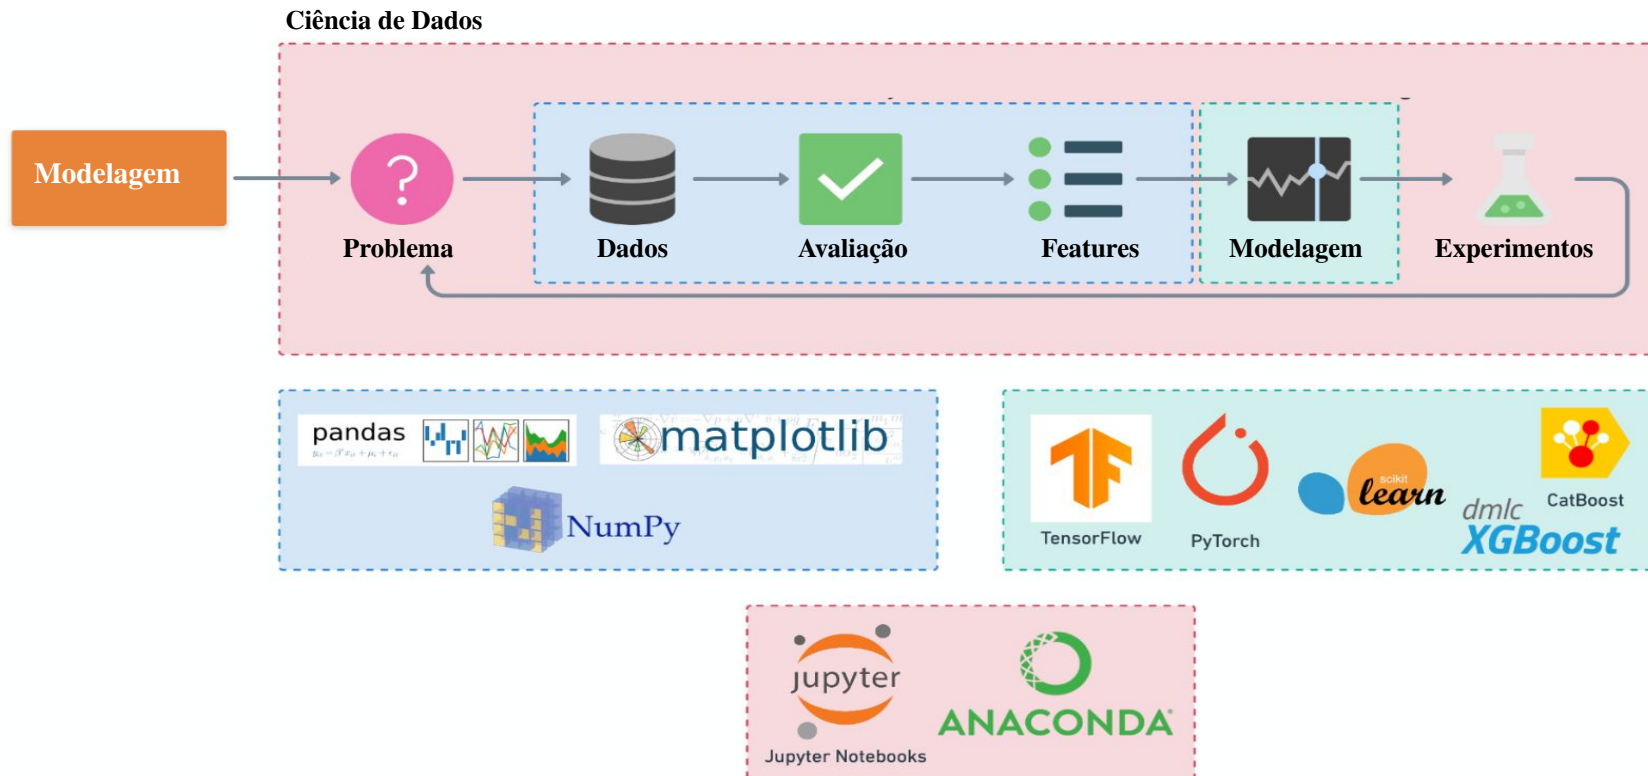 Ciência de Dados
Modelagem
?
Problema
Dados
Avaliação
Features
Modelagem
Experimentos
pandas
matplotlib
NumPy
TF
TensorFlow
PyTorch
scikit
learn
CatBoost
dmlc
XGBoost
jupyter
Jupyter Notebooks
ANACONDA